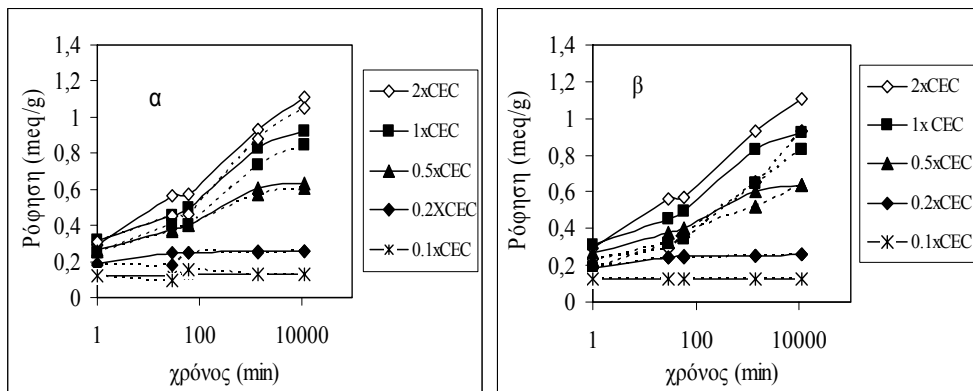 1,4
1,2
1
0,8
0,6
0,4
0,2
0
Ρόφηση (meq/g)
α
1 100 10000
χρόνος (min)
2xCEC
1xCEC
0.5xCEC
0.2XCEC
0.1xCEC
1,4
1,2
1
0,8
0,6
0,4
0,2
0
Ρόφηση (meq/g)
β
1 100 10000
χρόνος (min)
2xCEC
1x CEC
0.5xCEC
0.2xCEC
0.1xCEC